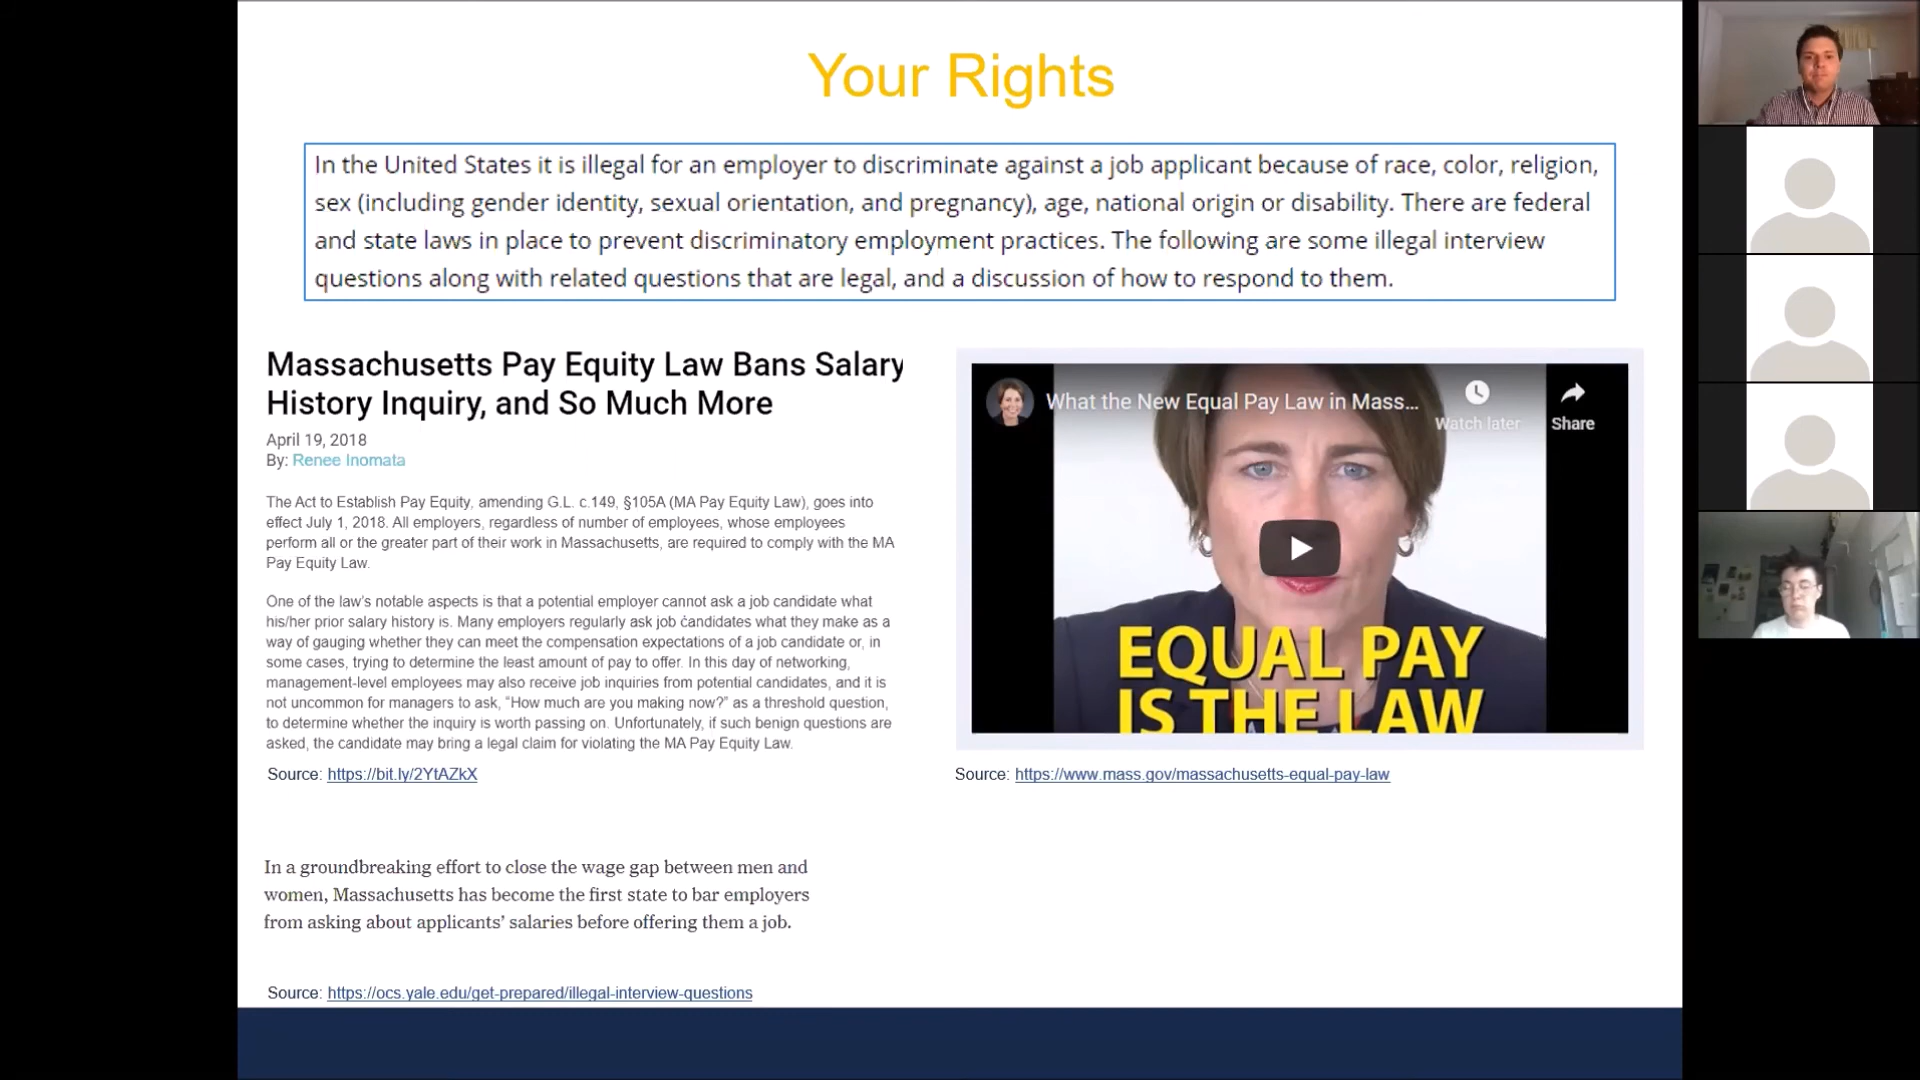 Your Rights
In the United States it is illegal for an employer to discriminate against a job applicant because of race, color, religion,
sex (including gender identity, sexual orientation, and pregnancy), age, national origin or disability. There are federal
and state laws in place to prevent discriminatory employment practices. The following are some illegal interview
questions along with related questions that are legal, and a discussion of how to respond to them.
Massachusetts Pay Equity Law Bans Salary
History Inquiry, and So Much More
April 19, 2018
By: Renee Inomata
The Act to Establish Pay Equity, amending G.L. c.149, §105A (MA Pay Equity Law), goes into
effect July 1, 2018. All employers, regardless of number of employees, whose employees
perform all or the greater part of their work in Massachusetts, are required to comply with the MA
Pay Equity Law.
One of the law's notable aspects is that a potential employer cannot ask a job candidate what
his/her prior salary history is. Many employers regularly ask job candidates what they make as a
way of gauging whether they can meet the compensation expectations of a job candidate or, in
some cases, trying to determine the least amount of pay to offer. In this day of networking,
management-level employees may also receive job inquiries from potential candidates, and it is
not uncommon for managers to ask, “How much are you making now?” as a threshold question,
to determine whether the inquiry is worth passing on. Unfortunately, if such benign questions are
asked, the candidate may bring a legal claim for violating the MA Pay Equity Law.
Source: https://bit.ly/2YtAZkX
What the New Equal Pay Law in Mass...
Watch later
Share
EQUAL PAY
IS THE LAW
Source: https://www.mass.gov/massachusetts-equal-pay-law
In a groundbreaking effort to close the wage gap between men and
women, Massachusetts has become the first state to bar employers
from asking about applicants’ salaries before offering them a job.
Source: https://ocs.yale.edu/get-prepared/illegal-interview-questions